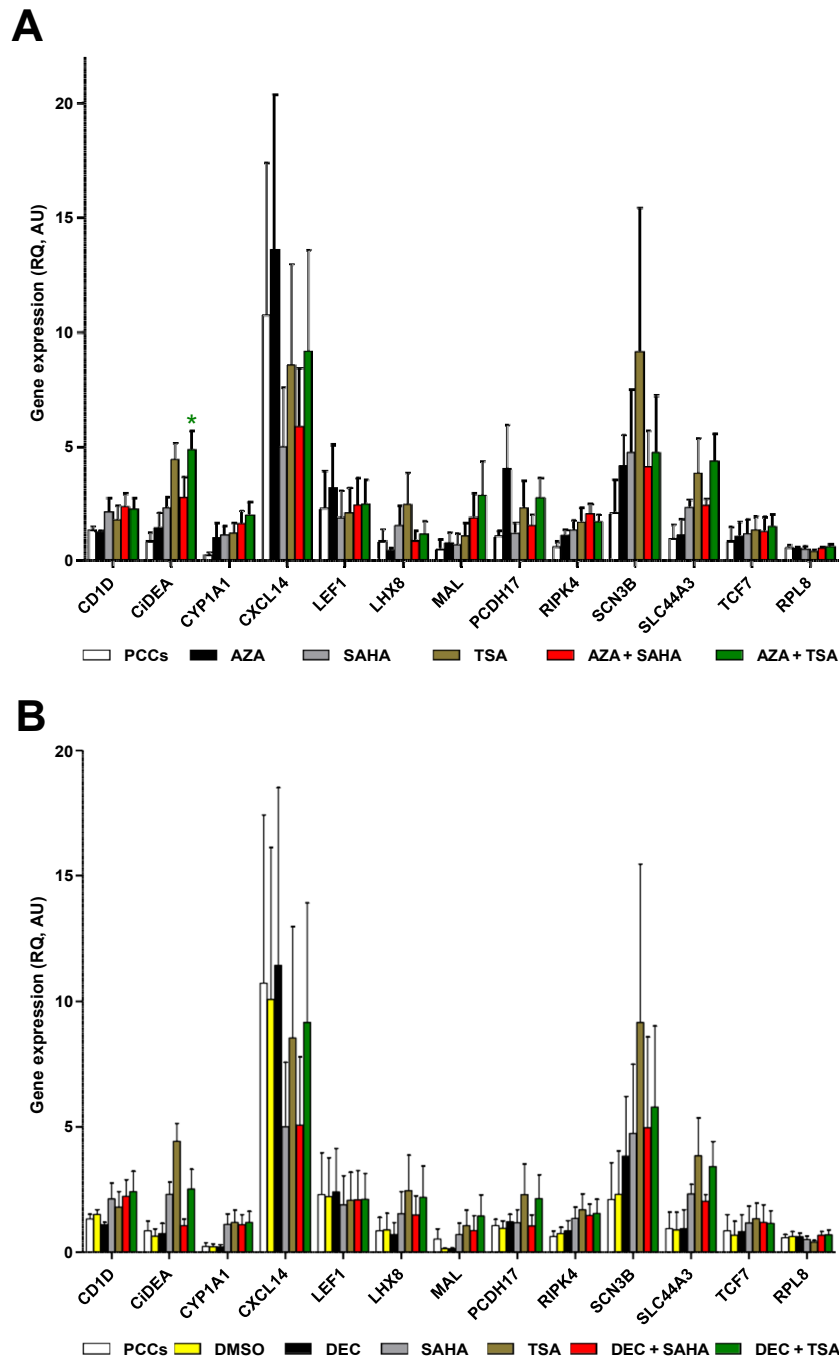 A
Gene expression (RQ, AU)
20
15
10
5
0
*
CD1D CiDEA CYP1A1 CXCL14 LEF1 LHX8 MAL PCDH17 RIPK4 SCN3B SLC44A3 TCF7 RPL8
PCCs AZA SAHA TSA AZA + SAHA AZA + TSA
B
Gene expression (RQ, AU)
20
15
10
5
0
CD1D CiDEA CYP1A1 CXCL14 LEF1 LHX8 MAL PCDH17 RIPK4 SCN3B SLC44A3 TCF7 RPL8
PCCs DMSO DEC SAHA TSA DEC + SAHA DEC + TSA